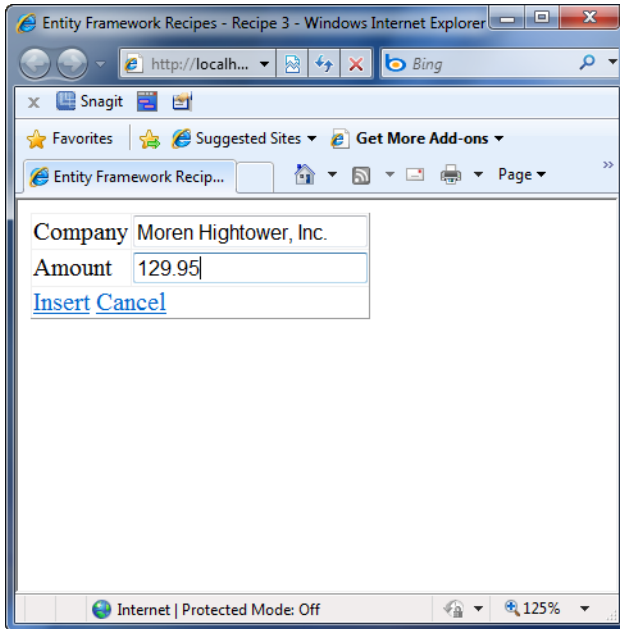 Entity Framework Recipes - Recipe 3 - Windows Internet Explorer
http://localh... Bing
x Snagit
Favorites Suggested Sites Get More Add-ons
Entity Framework Recip... Page »
Company Moren Hightower, Inc.
Amount 129.95
Insert Cancel
Internet | Protected Mode: Off 125%